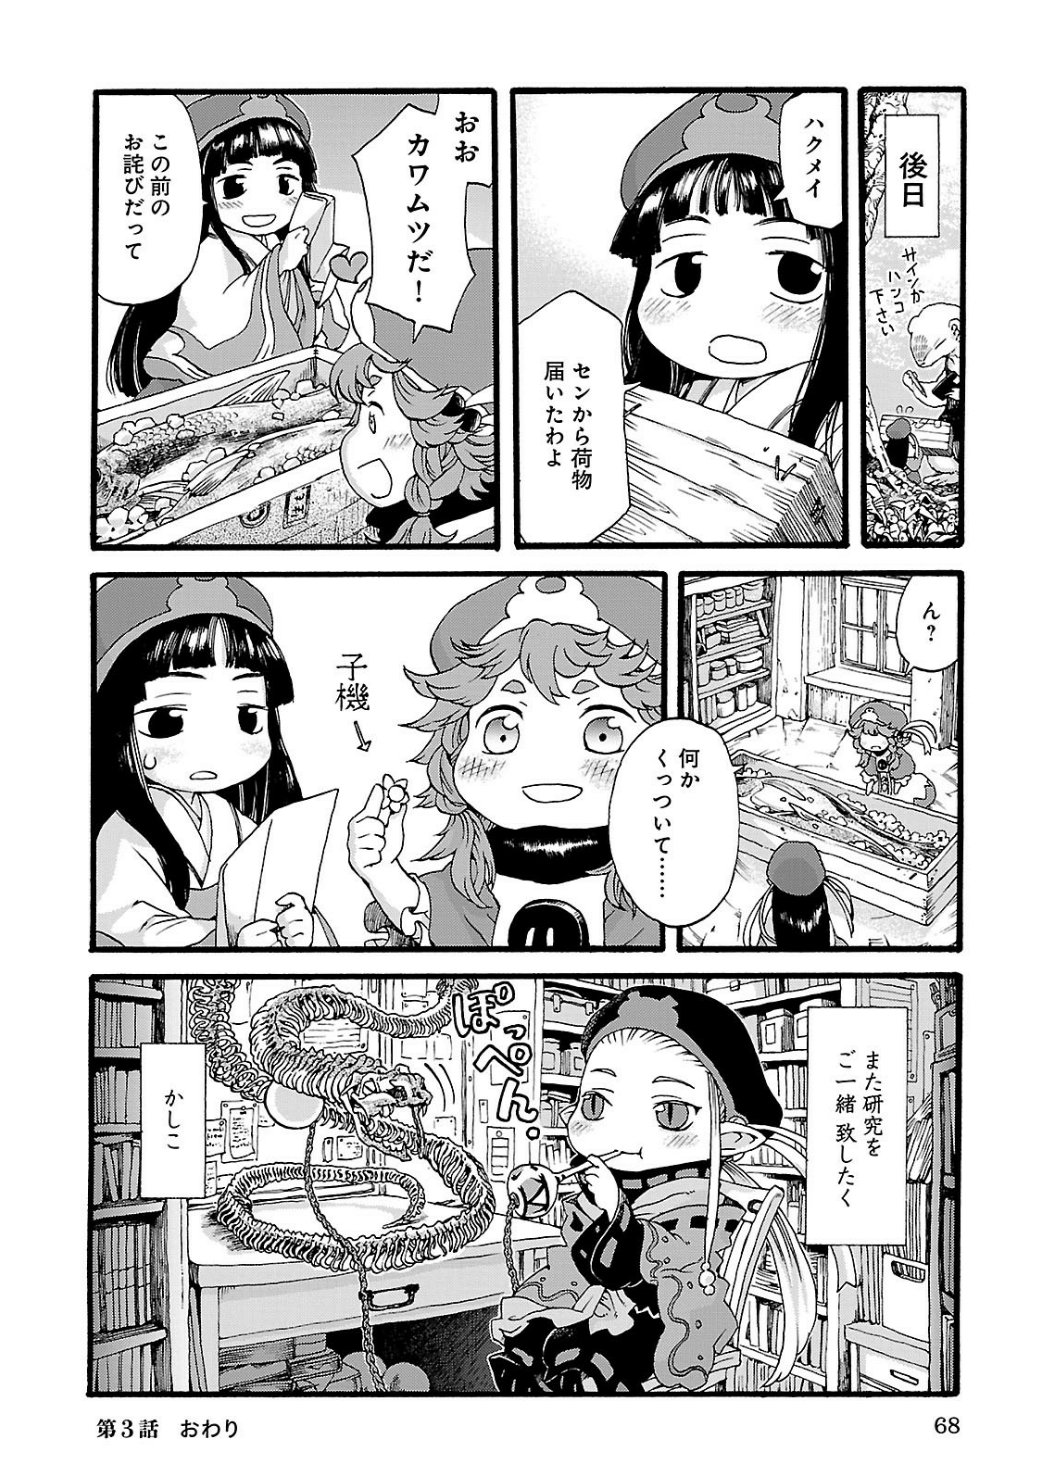 後日
サインか
ハンコ
下さい
ハクメイ
センから荷物
届いたわよ
おお
カワムツだ！
この前の
お詫びだって
ん？
何か
くっついて……
子機
また研究を
ご一緒致したく
ぽっぺん。
かしこ
第3話　おわり
68